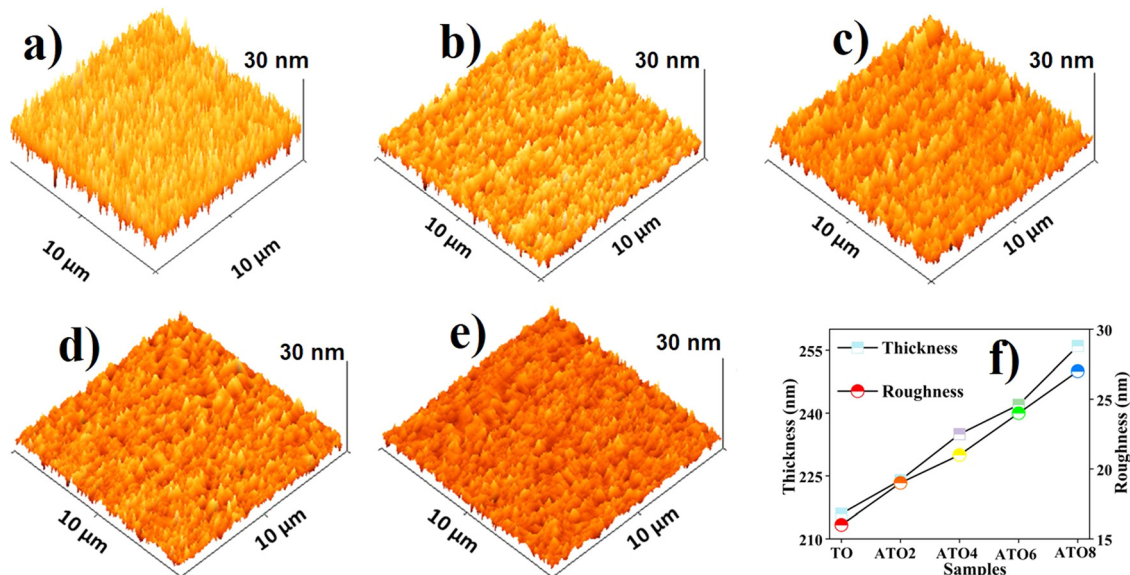 a)
30 nm
10 µm
10 µm
b)
30 nm
10 µm
10 µm
c)
30 nm
10 µm
10 µm
d)
30 nm
10 µm
10 µm
e)
30 nm
10 µm
10 µm
f)
Thickness
Roughness
Thickness (nm)
255
240
225
210
Roughness (nm)
30
25
20
15
TO ATO2 ATO4 ATO6 ATO8
Samples